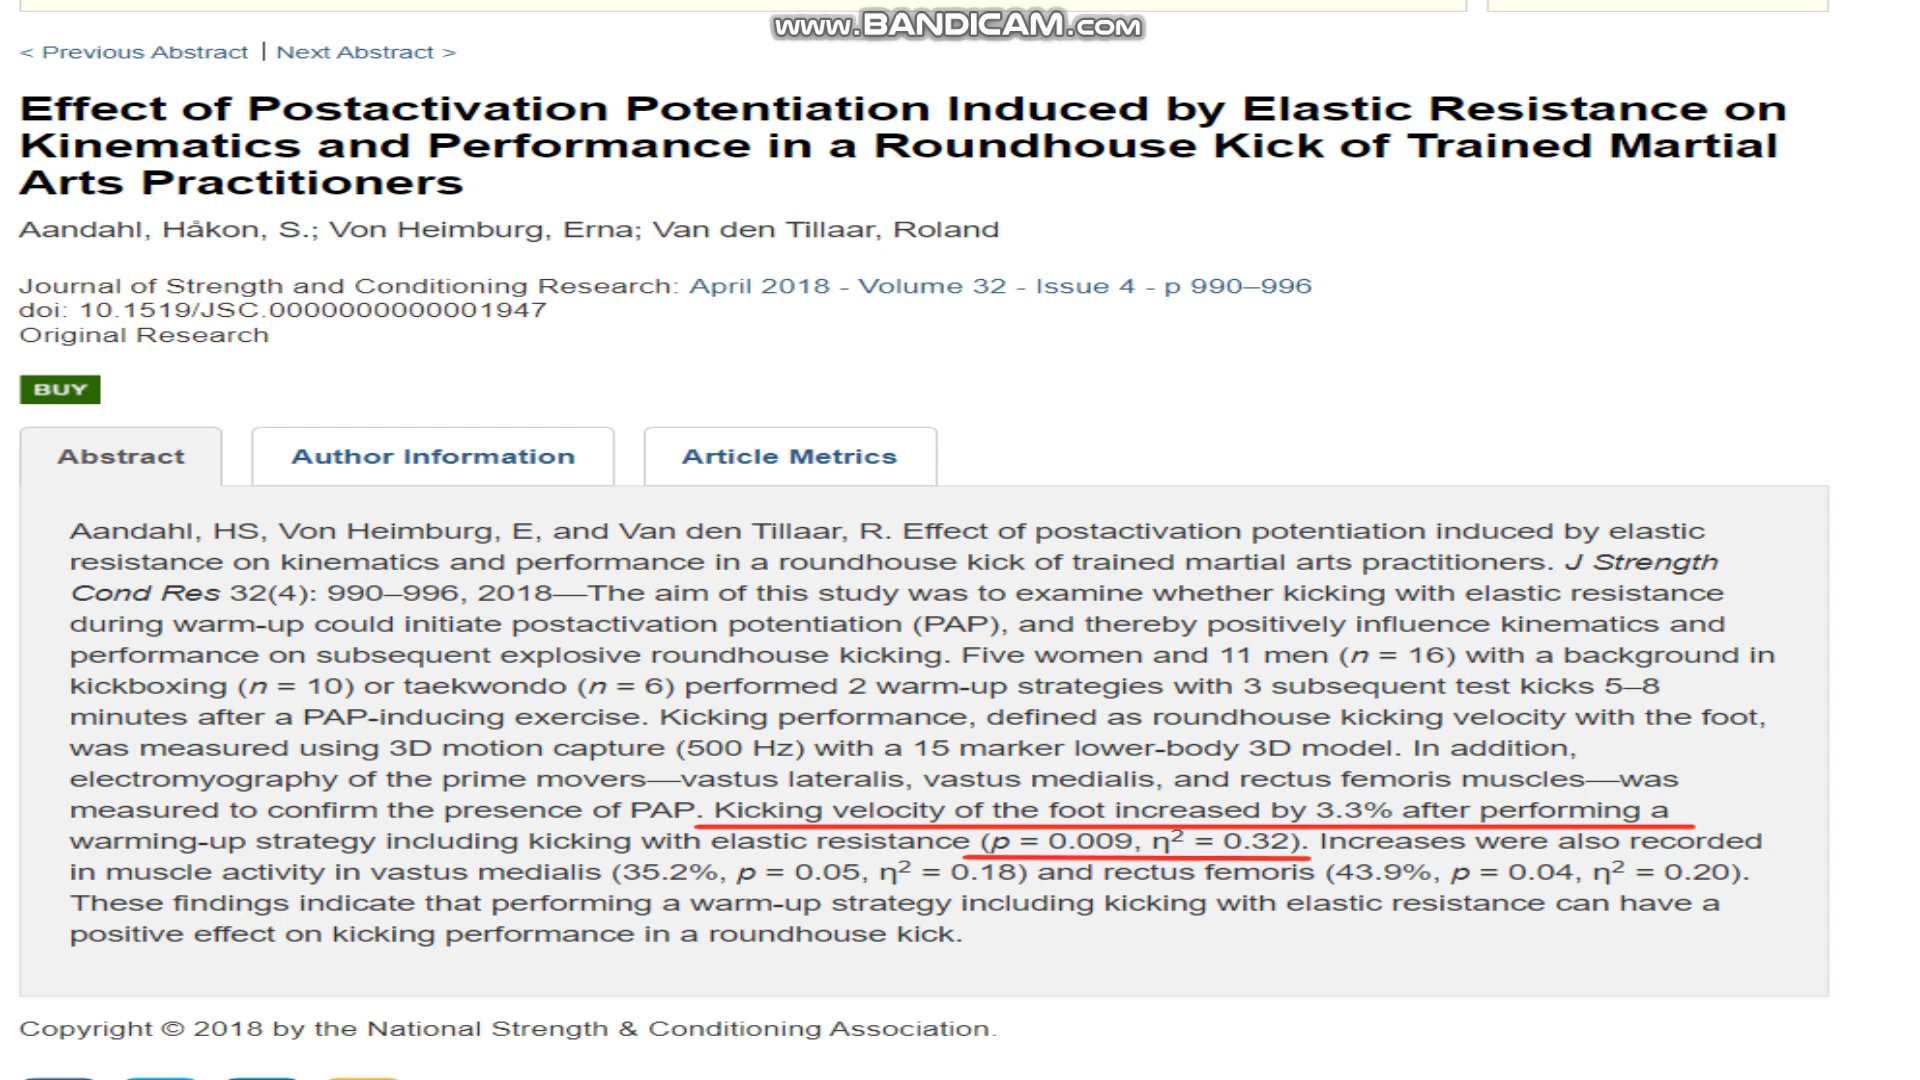 www.BANDICAM.com
< Previous Abstract | Next Abstract >
Effect of Postactivation Potentiation Induced by Elastic Resistance on
Kinematics and Performance in a Roundhouse Kick of Trained Martial
Arts Practitioners
Aandahl, Håkon, S.; Von Heimburg, Erna; Van den Tillaar, Roland
Journal of Strength and Conditioning Research: April 2018 - Volume 32 - Issue 4 - p 990–996
doi: 10.1519/JSC.0000000000001947
Original Research
BUY
Abstract
Author Information
Article Metrics
Aandahl, HS, Von Heimburg, E, and Van den Tillaar, R. Effect of postactivation potentiation induced by elastic
resistance on kinematics and performance in a roundhouse kick of trained martial arts practitioners. J Strength
Cond Res 32(4): 990–996, 2018—The aim of this study was to examine whether kicking with elastic resistance
during warm-up could initiate postactivation potentiation (PAP), and thereby positively influence kinematics and
performance on subsequent explosive roundhouse kicking. Five women and 11 men (n = 16) with a background in
kickboxing (n = 10) or taekwondo (n = 6) performed 2 warm-up strategies with 3 subsequent test kicks 5–8
minutes after a PAP-inducing exercise. Kicking performance, defined as roundhouse kicking velocity with the foot,
was measured using 3D motion capture (500 Hz) with a 15 marker lower-body 3D model. In addition,
electromyography of the prime movers—vastus lateralis, vastus medialis, and rectus femoris muscles—was
measured to confirm the presence of PAP. Kicking velocity of the foot increased by 3.3% after performing a
warming-up strategy including kicking with elastic resistance (p = 0.009, η² = 0.32). Increases were also recorded
in muscle activity in vastus medialis (35.2%, p = 0.05, η² = 0.18) and rectus femoris (43.9%, p = 0.04, η² = 0.20).
These findings indicate that performing a warm-up strategy including kicking with elastic resistance can have a
positive effect on kicking performance in a roundhouse kick.
Copyright © 2018 by the National Strength & Conditioning Association.